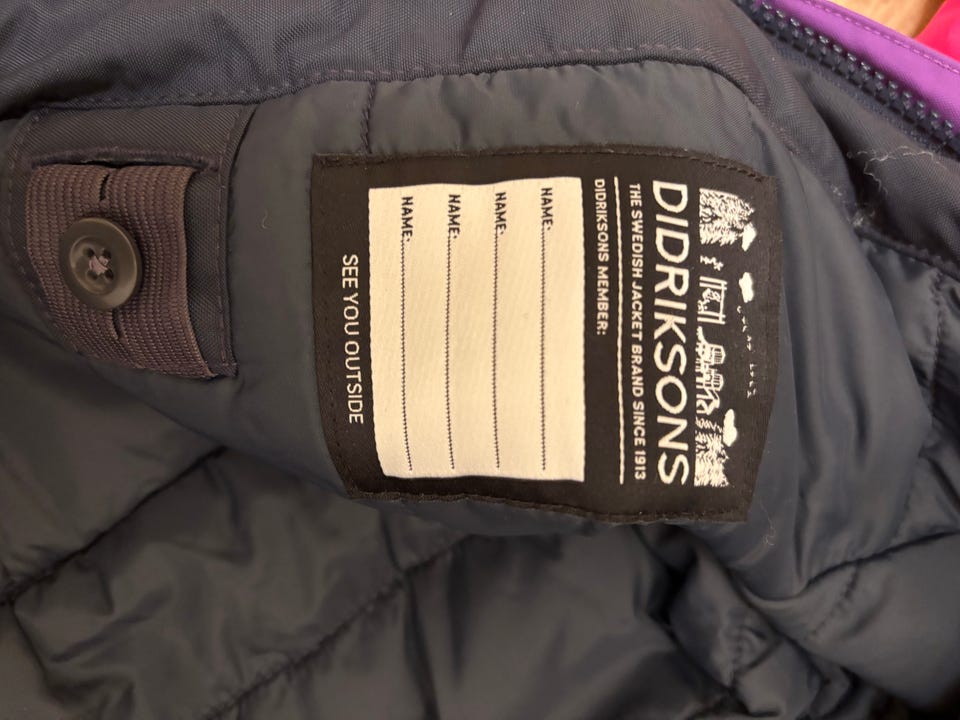 DIDRIKSONS
THE SWEDISH JACKET BRAND SINCE 1913
DIDRIKSONS MEMBER:
NAME:
NAME:
NAME:
NAME:
SEE YOU OUTSIDE